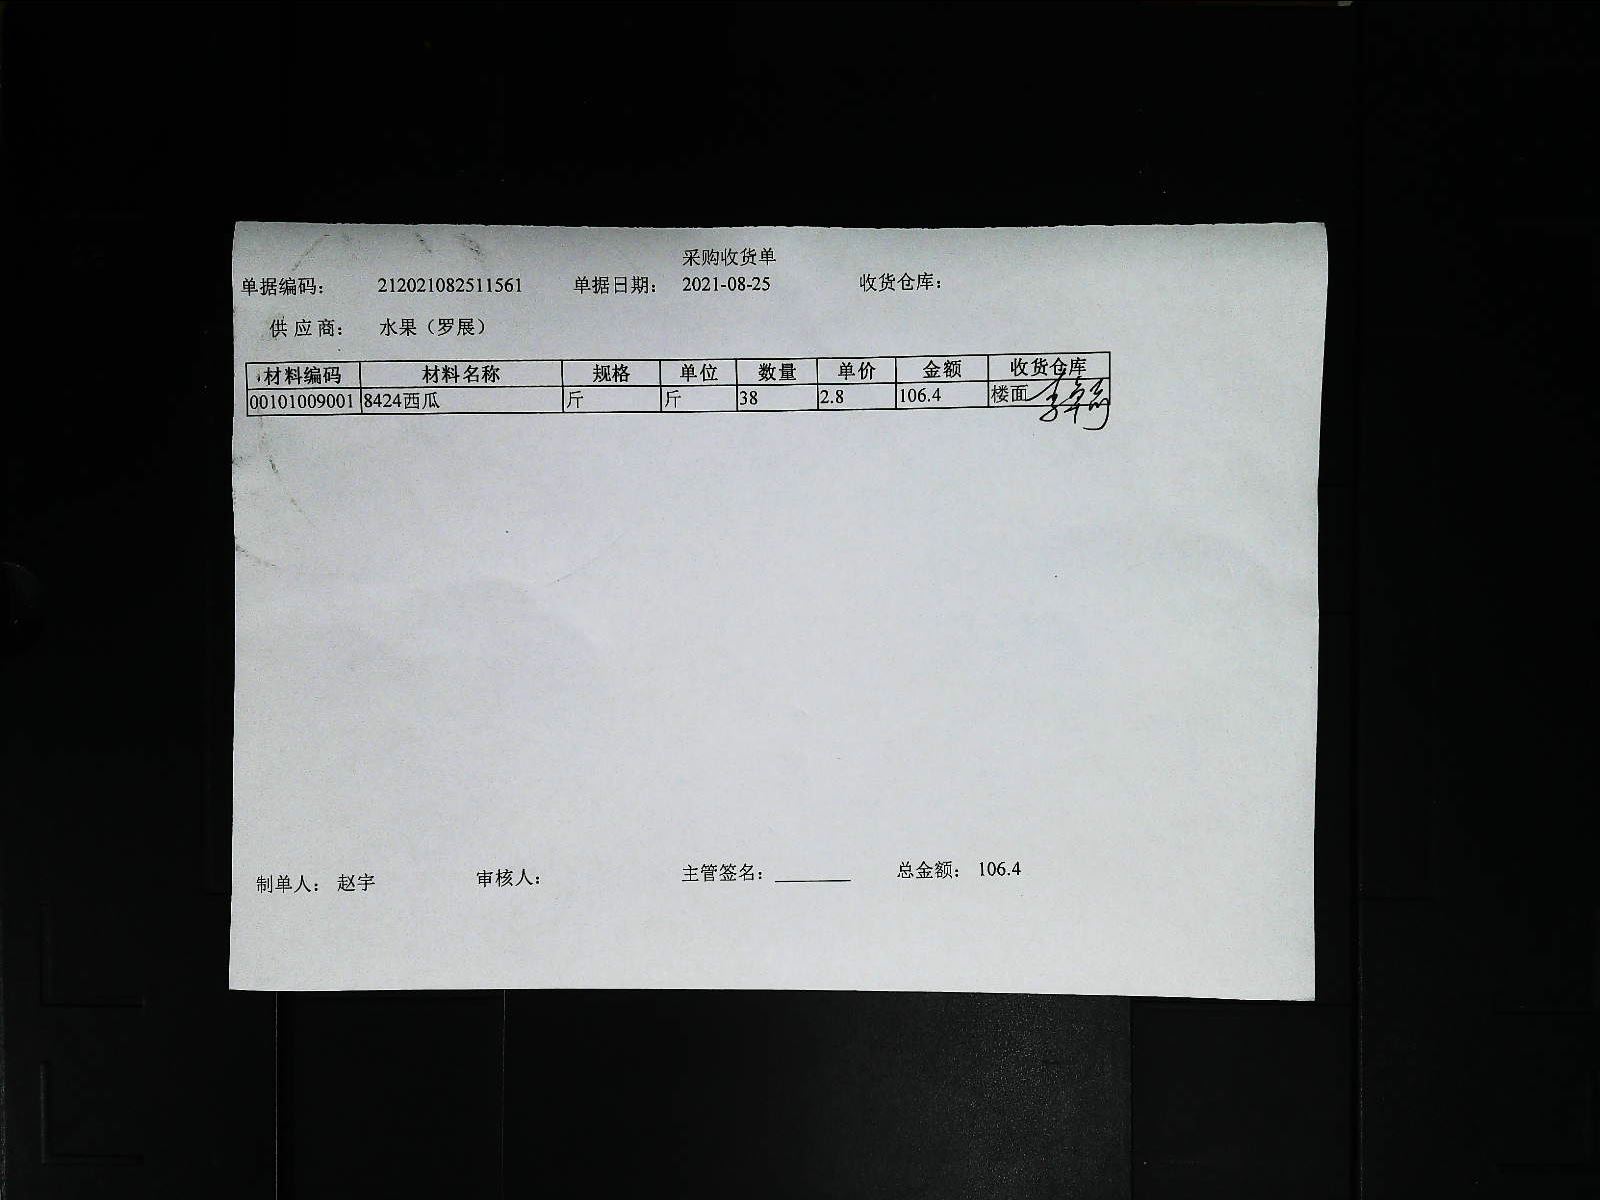 采购收货单
单据编码： 212021082511561 单据日期： 2021-08-25 收货仓库：
供 应 商： 水果（罗展）
材料编码 材料名称 规格 单位 数量 单价 金额 收货仓库
00101009001 8424西瓜 斤 斤 38 2.8 106.4 楼面
制单人： 赵宇 审核人： 主管签名： 总金额： 106.4